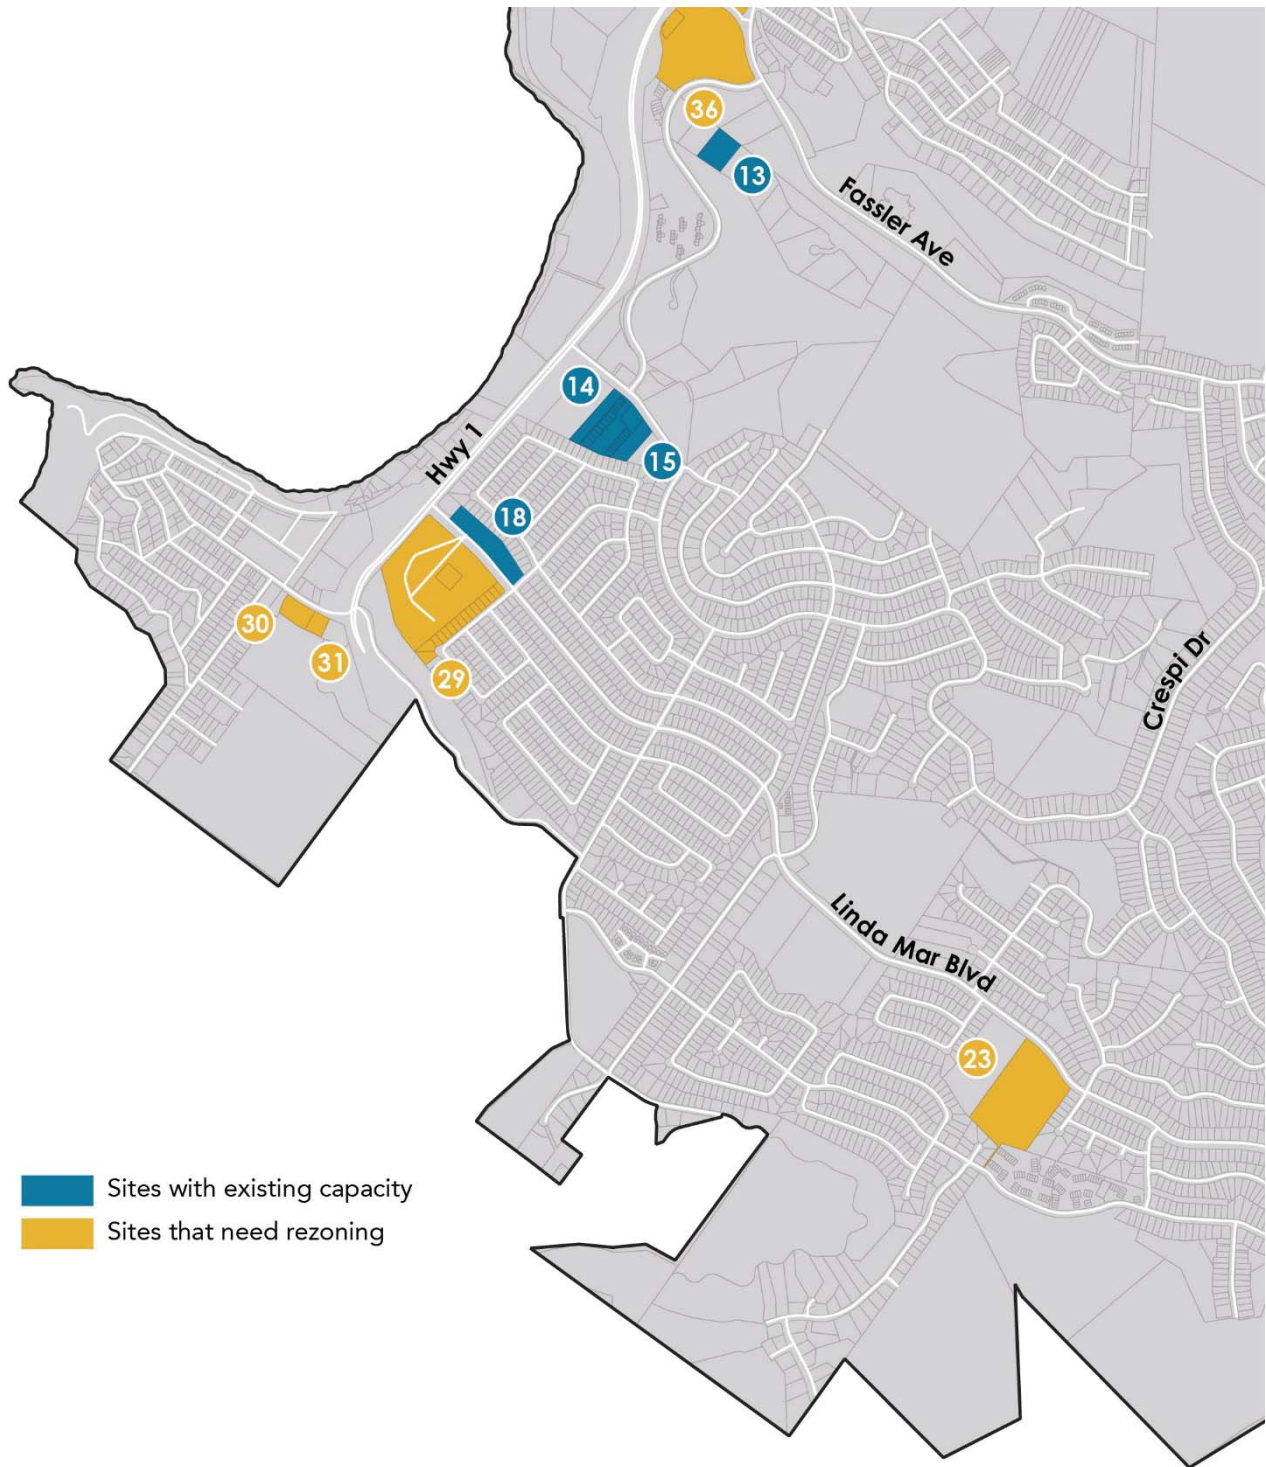 36
13
Fassler Ave
14
Hwy 1
15
18
30
31
29
Crespi Dr
Linda Mar Blvd
23
Sites with existing capacity
Sites that need rezoning